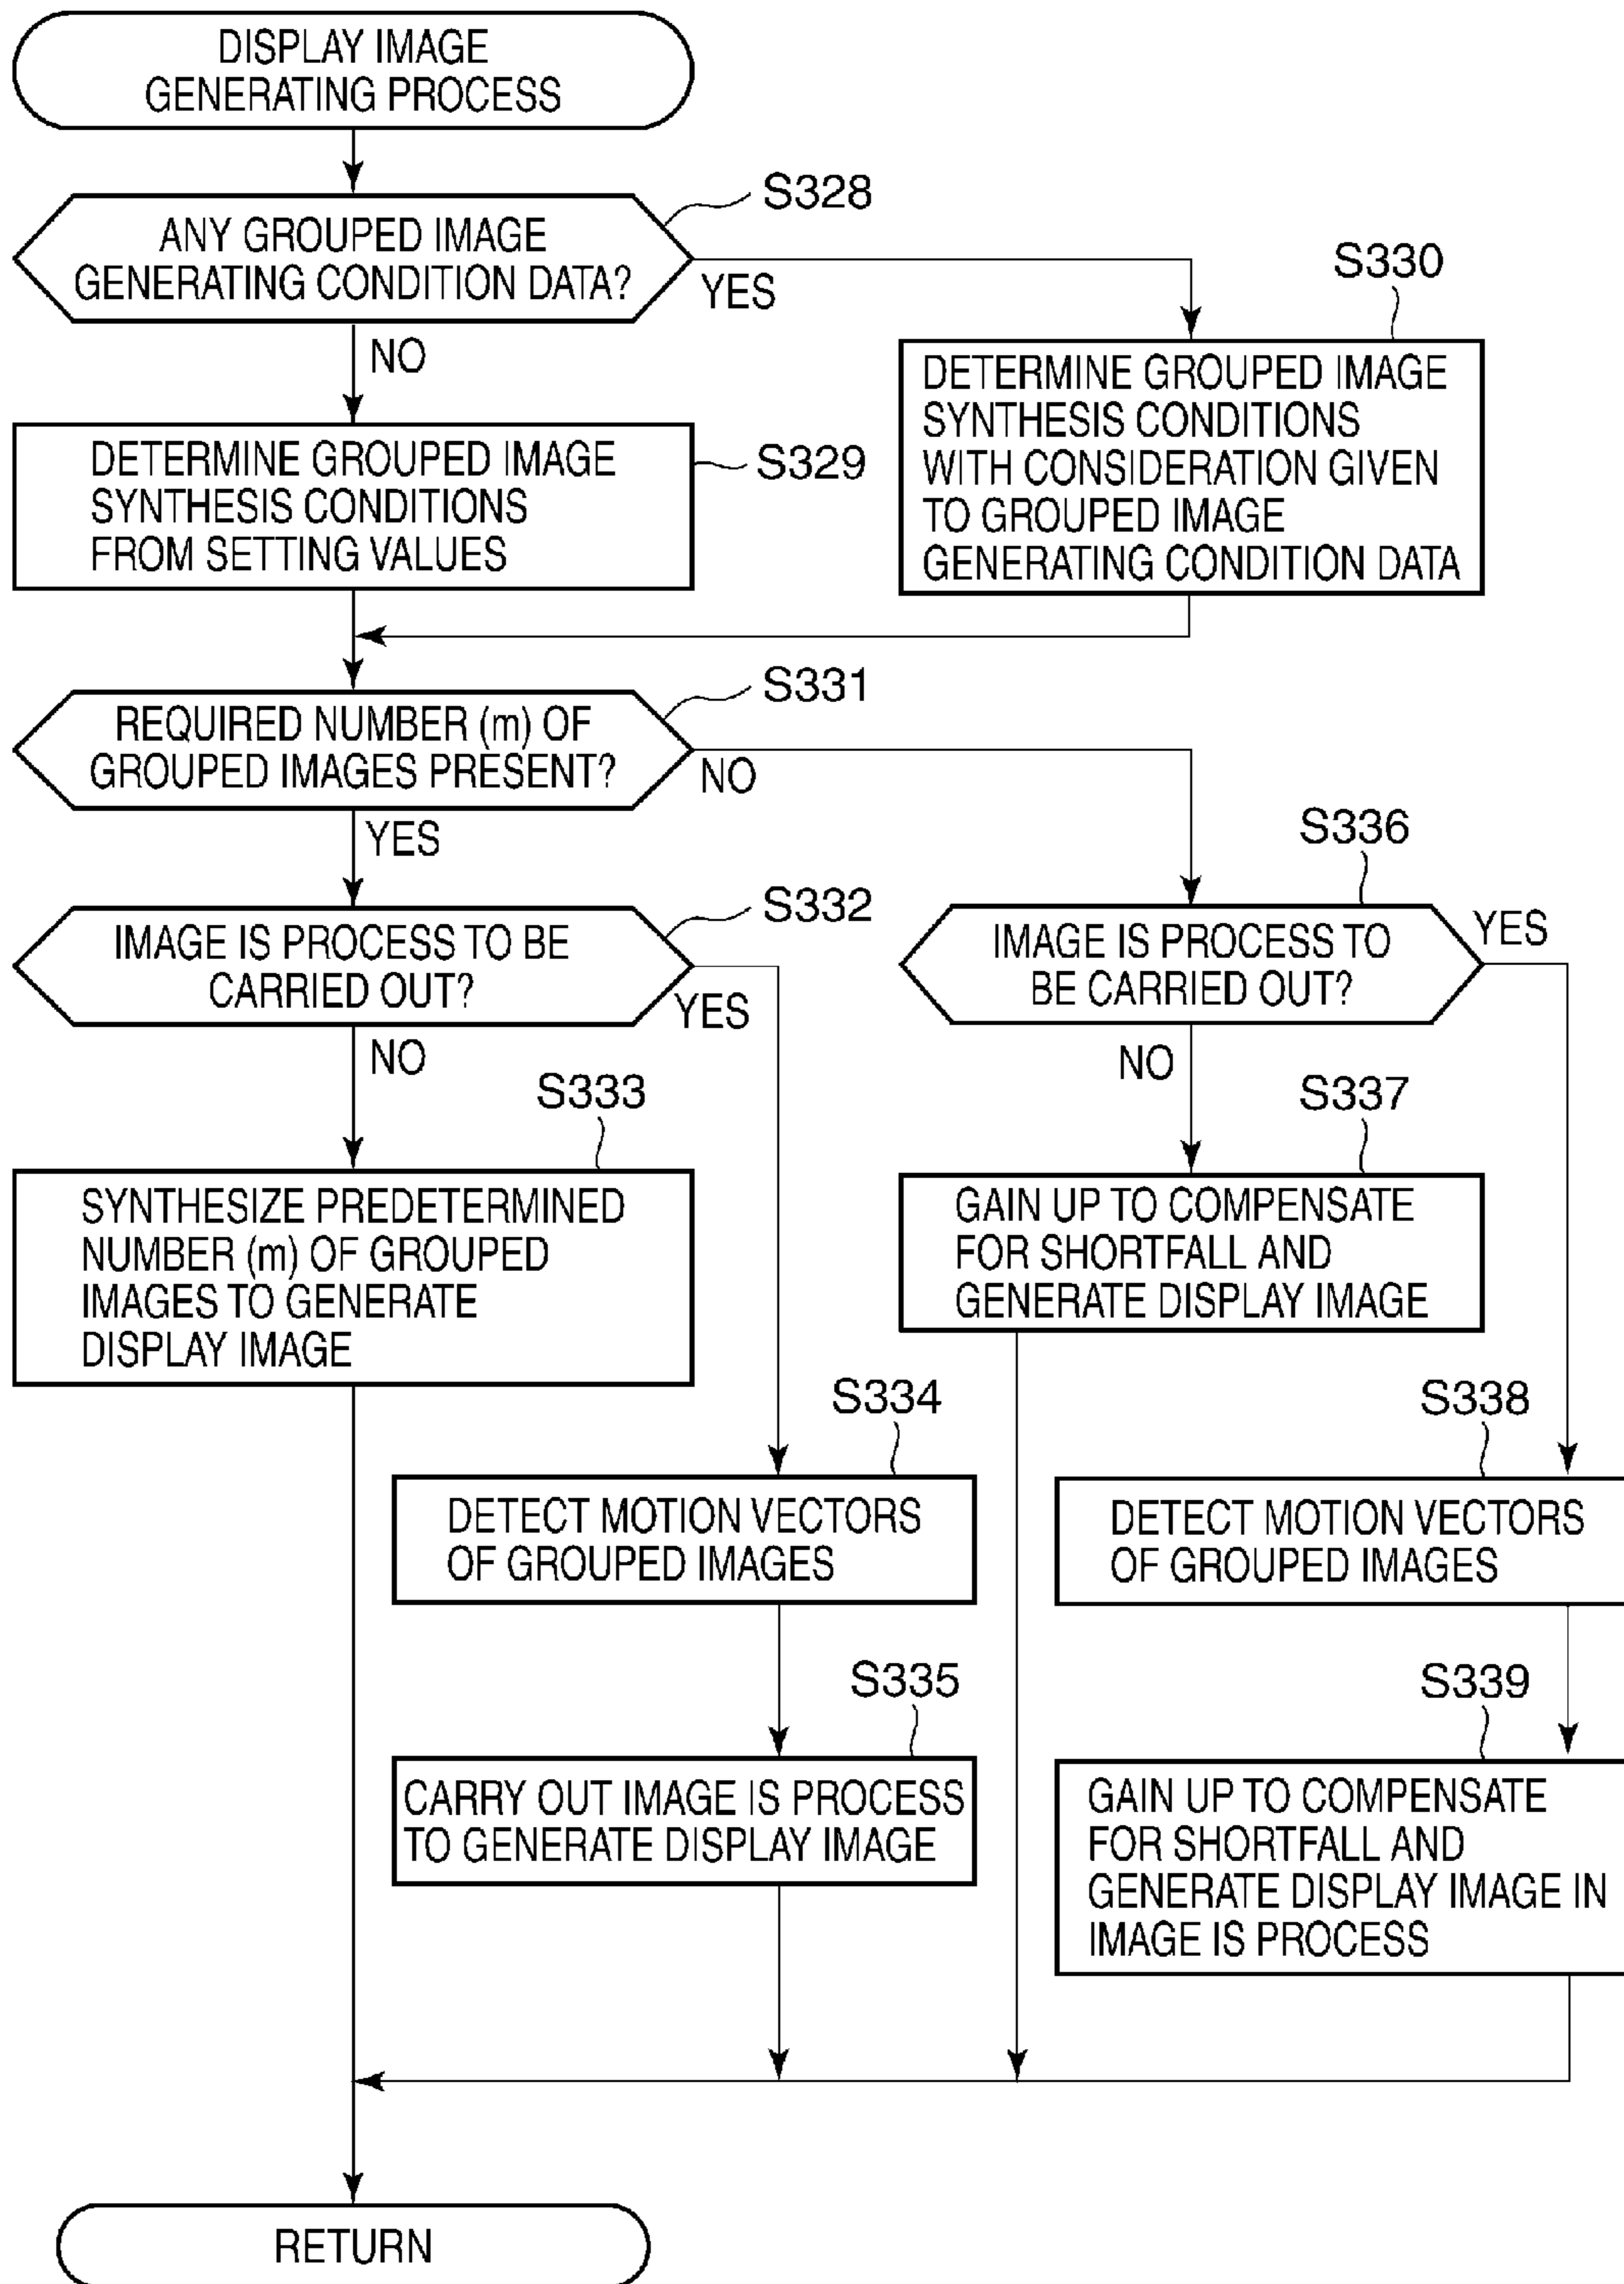 DISPLAY IMAGE
GENERATING PROCESS
S328
ANY GROUPED IMAGE
GENERATING CONDITION DATA?
YES
NO
S330
DETERMINE GROUPED IMAGE
SYNTHESIS CONDITIONS
WITH CONSIDERATION GIVEN
TO GROUPED IMAGE
GENERATING CONDITION DATA
S329
DETERMINE GROUPED IMAGE
SYNTHESIS CONDITIONS
FROM SETTING VALUES
S331
REQUIRED NUMBER (m) OF
GROUPED IMAGES PRESENT?
NO
YES
S332
IMAGE IS PROCESS TO BE
CARRIED OUT?
YES
NO
S336
IMAGE IS PROCESS TO
BE CARRIED OUT?
YES
NO
S333
SYNTHESIZE PREDETERMINED
NUMBER (m) OF GROUPED
IMAGES TO GENERATE
DISPLAY IMAGE
S337
GAIN UP TO COMPENSATE
FOR SHORTFALL AND
GENERATE DISPLAY IMAGE
S334
DETECT MOTION VECTORS
OF GROUPED IMAGES
S338
DETECT MOTION VECTORS
OF GROUPED IMAGES
S335
CARRY OUT IMAGE IS PROCESS
TO GENERATE DISPLAY IMAGE
S339
GAIN UP TO COMPENSATE
FOR SHORTFALL AND
GENERATE DISPLAY IMAGE IN
IMAGE IS PROCESS
RETURN